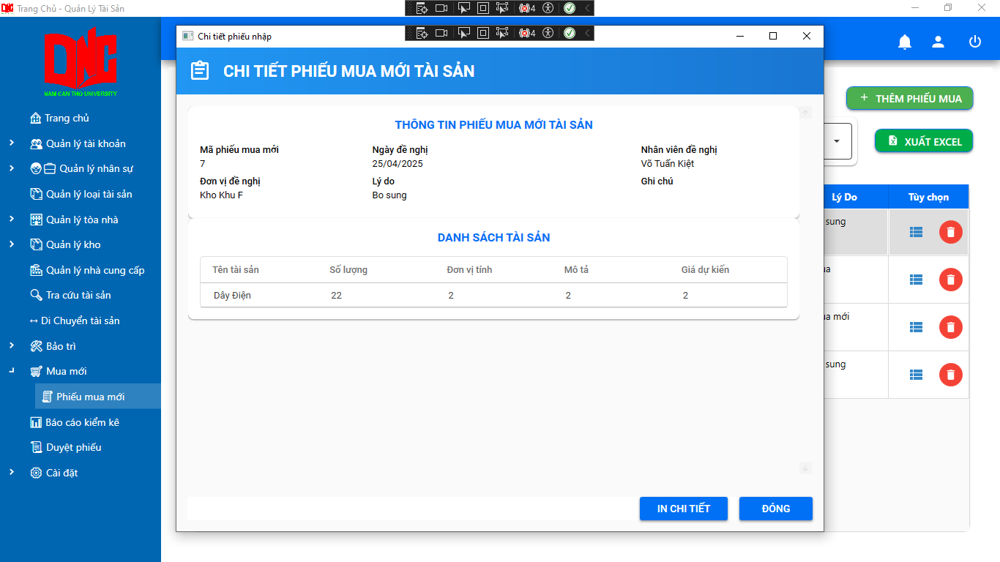 Trang Chủ - Quản Lý Tài Sản
4
DNC
NAM CAN THO UNIVERSITY
Trang chủ
Quản lý tài khoản
Quản lý nhân sự
Quản lý loại tài sản
Quản lý tòa nhà
Quản lý kho
Quản lý nhà cung cấp
Tra cứu tài sản
Di Chuyển tài sản
Bảo trì
Mua mới
Phiếu mua mới
Báo cáo kiểm kê
Duyệt phiếu
Cài đặt
Chi tiết phiếu nhập
4
CHI TIẾT PHIẾU MUA MỚI TÀI SẢN
THÔNG TIN PHIẾU MUA MỚI TÀI SẢN
Mã phiếu mua mới Ngày đề nghị Nhân viên đề nghị
7 25/04/2025 Võ Tuấn Kiệt
Đơn vị đề nghị Lý do Ghi chú
Kho Khu F Bo sung
DANH SÁCH TÀI SẢN
Tên tài sản Số lượng Đơn vị tính Mô tả Giá dự kiến
Dây Điện 22 2 2 2
IN CHI TIẾT ĐÓNG
+ THÊM PHIẾU MUA
XUẤT EXCEL
Lý Do Tùy chọn
sung
mới
sung